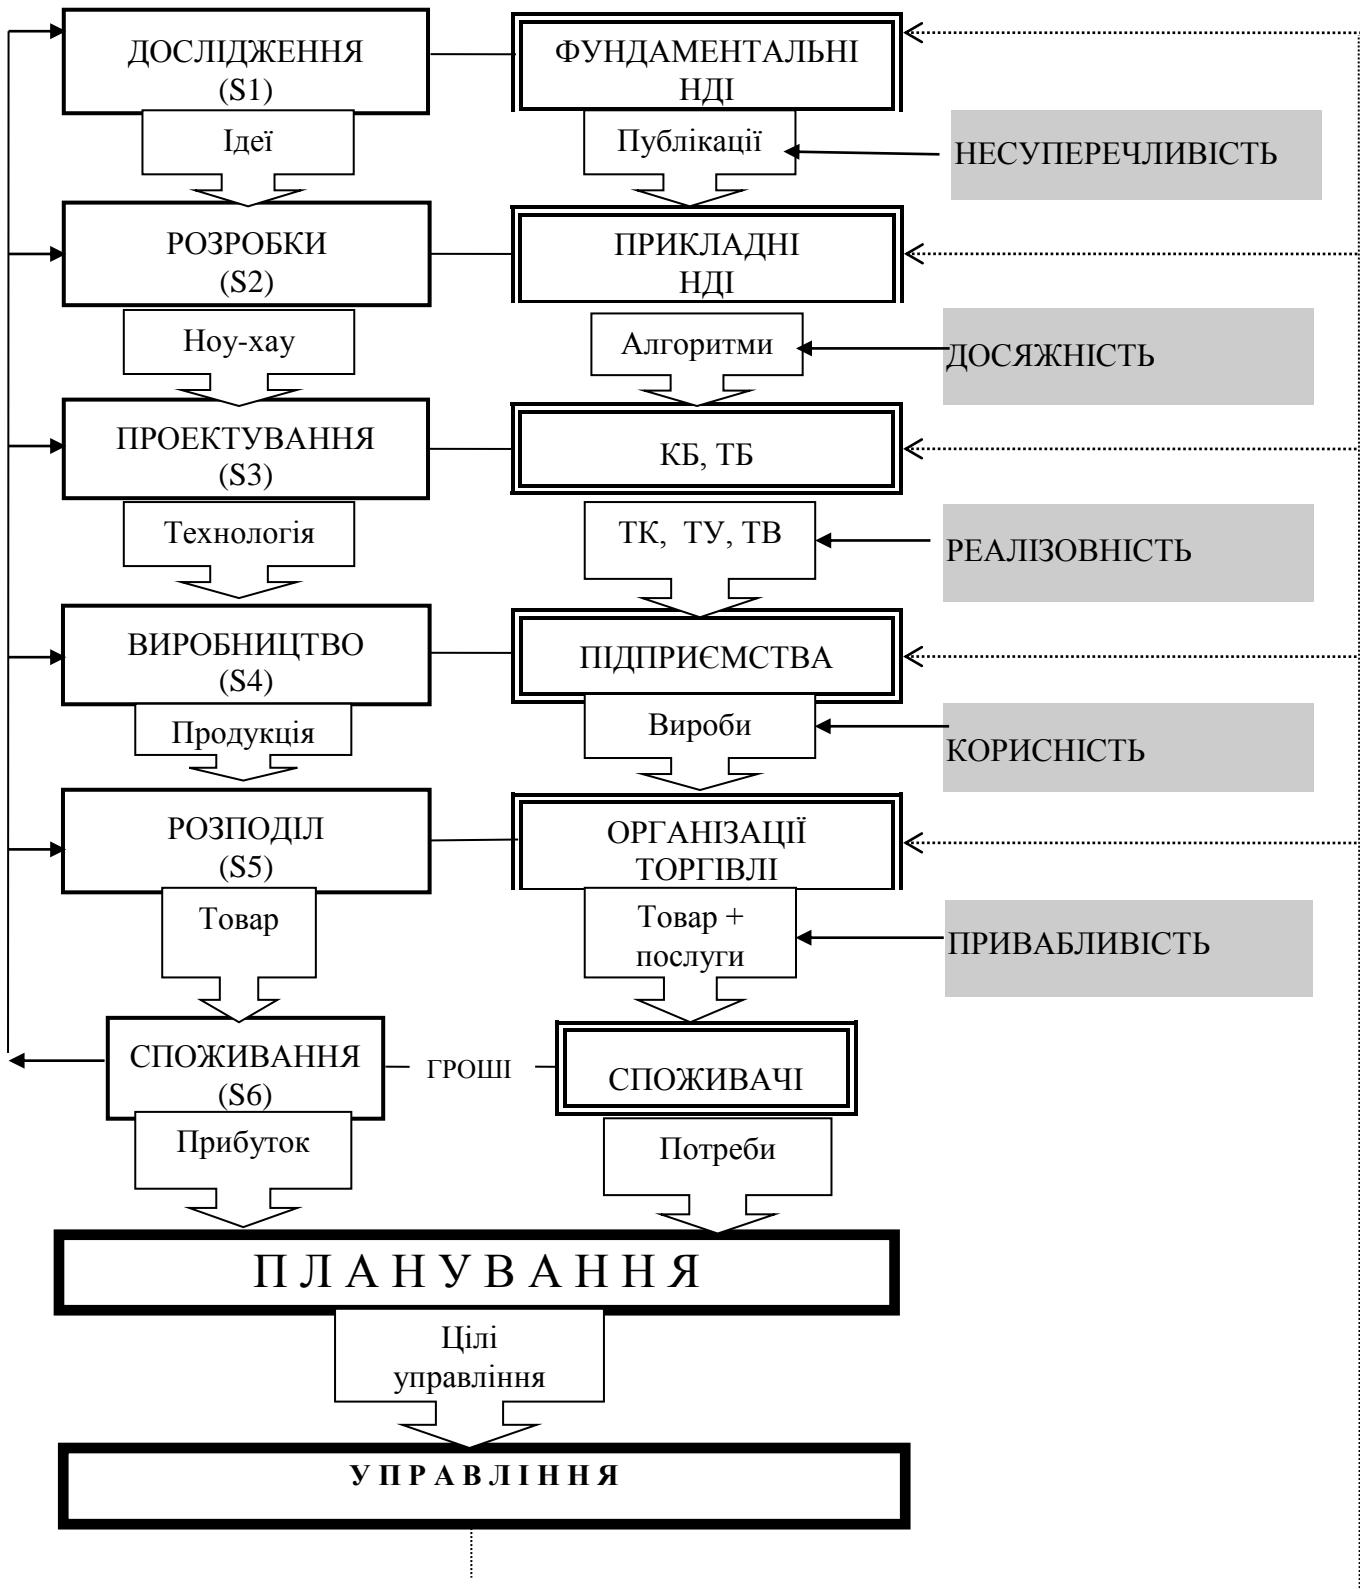 ДОСЛІДЖЕННЯ
(S1)
ФУНДАМЕНТАЛЬНІ
НДІ
Ідеї
Публікації
НЕСУПЕРЕЧЛИВІСТЬ
РОЗРОБКИ
(S2)
ПРИКЛАДНІ
НДІ
Ноу-хау
Алгоритми
ДОСЯЖНІСТЬ
ПРОЕКТУВАННЯ
(S3)
КБ, ТБ
Технологія
ТК, ТУ, ТВ
РЕАЛІЗОВНІСТЬ
ВИРОБНИЦТВО
(S4)
ПІДПРИЄМСТВА
Продукція
Вироби
КОРИСНІСТЬ
РОЗПОДІЛ
(S5)
ОРГАНІЗАЦІЇ
ТОРГІВЛІ
Товар
Товар +
послуги
ПРИВАБЛИВІСТЬ
СПОЖИВАННЯ
(S6)
ГРОШІ
СПОЖИВАЧІ
Прибуток
Потреби
П Л А Н У В А Н Н Я
Цілі
управління
У П Р А В Л І Н Н Я